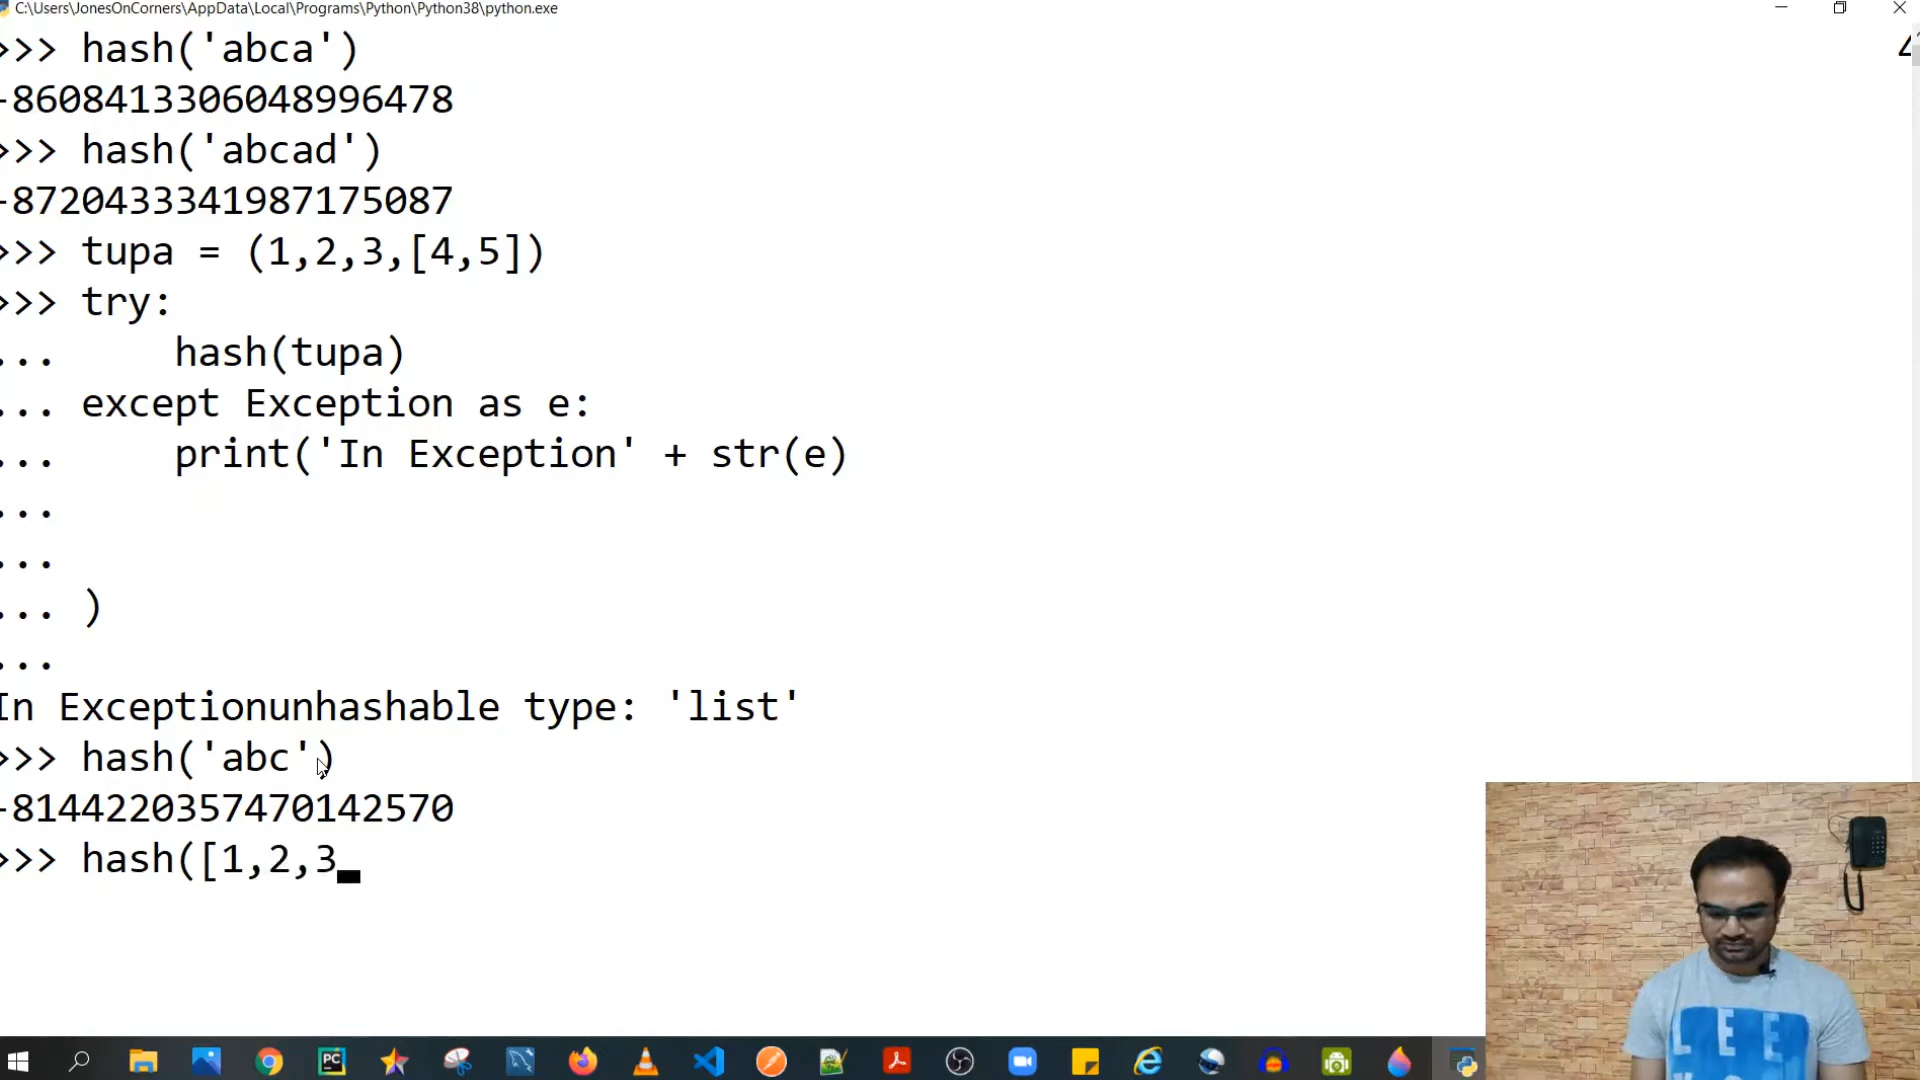 C:\Users\JonesOnCorners\AppData\Local\Programs\Python\Python38\python.exe
>>> hash('abca')
-8608413306048996478
>>> hash('abcad')
-8720433341987175087
>>> tupa = (1,2,3,[4,5])
>>> try:
...     hash(tupa)
... except Exception as e:
...     print('In Exception' + str(e)
...
...
... )
...
In Exceptionunhashable type: 'list'
>>> hash('abc')
-8144220357470142570
>>> hash([1,2,3
PC
LEE